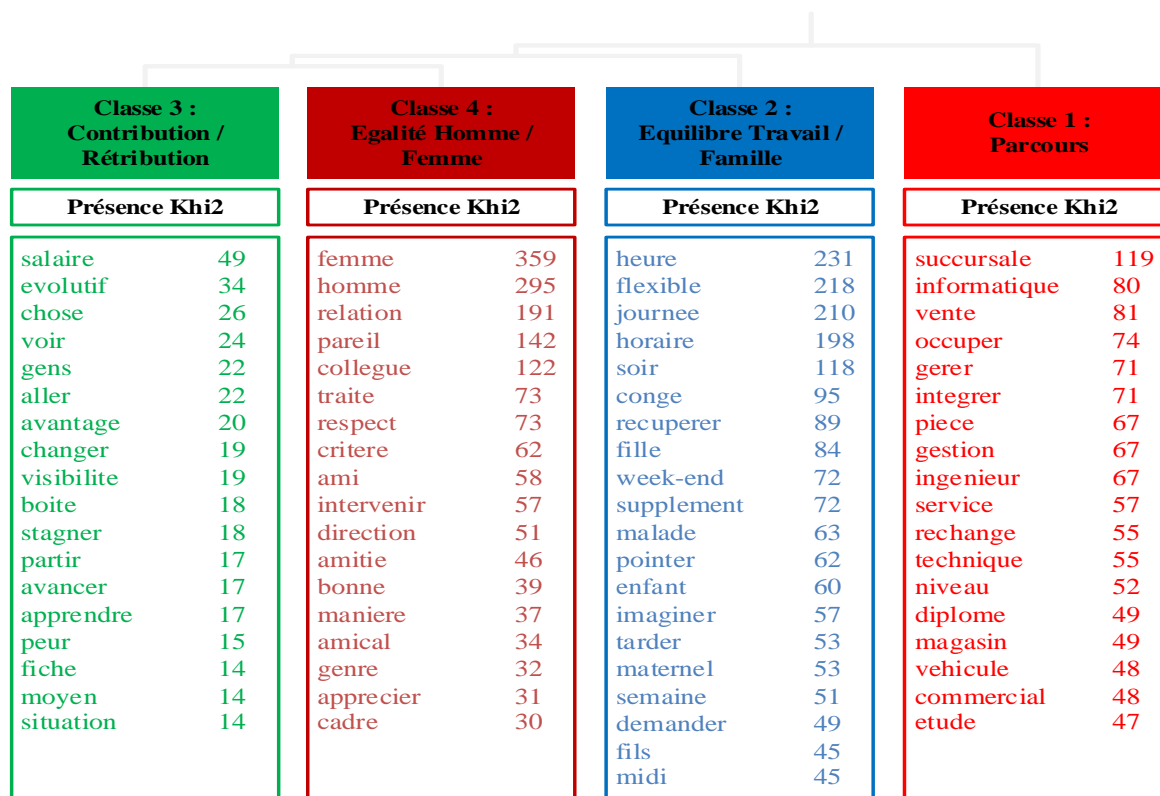 Classe 3 :
Contribution /
Rétribution
Présence Khi2
salaire 49
evolutif 34
chose 26
voir 24
gens 22
aller 22
avantage 20
changer 19
visibilite 19
boite 18
stagner 18
partir 17
avancer 17
apprendre 17
peur 15
fiche 14
moyen 14
situation 14
Classe 4 :
Egalité Homme /
Femme
Présence Khi2
femme 359
homme 295
relation 191
pareil 142
collegue 122
traite 73
respect 73
critere 62
ami 58
intervenir 57
direction 51
amitie 46
bonne 39
maniere 37
amical 34
genre 32
apprecier 31
cadre 30
Classe 2 :
Equilibre Travail /
Famille
Présence Khi2
heure 231
flexible 218
journee 210
horaire 198
soir 118
conge 95
recuperer 89
fille 84
week-end 72
supplement 72
malade 63
pointer 62
enfant 60
imaginer 57
tarder 53
maternel 53
semaine 51
demander 49
fils 45
midi 45
Classe 1 :
Parcours
Présence Khi2
succursale 119
informatique 80
vente 81
occuper 74
gerer 71
integrer 71
piece 67
gestion 67
ingenieur 67
service 57
rechange 55
technique 55
niveau 52
diplome 49
magasin 49
vehicule 48
commercial 48
etude 47